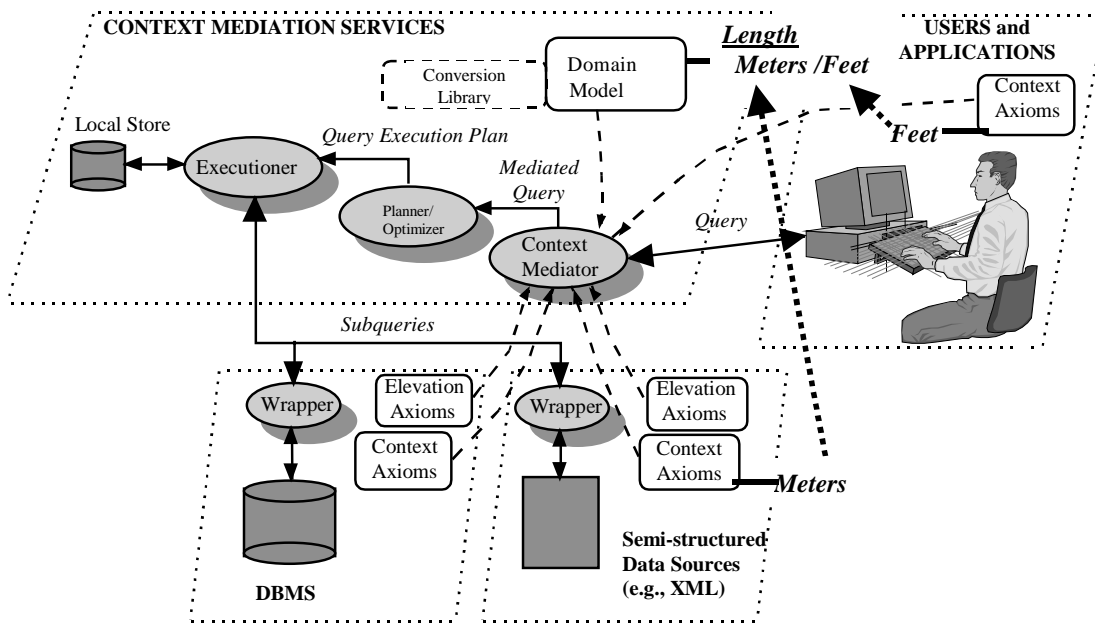 CONTEXT MEDIATION SERVICES
Length
Meters /Feet
USERS and
APPLICATIONS
Conversion
Library
Domain
Model
Context
Axioms
Feet
Local Store
Query Execution Plan
Executioner
Mediated
Query
Planner/
Optimizer
Context
Mediator
Query
Subqueries
Wrapper
Elevation
Axioms
Context
Axioms
Wrapper
Elevation
Axioms
Context
Axioms
Meters
DBMS
Semi-structured
Data Sources
(e.g., XML)